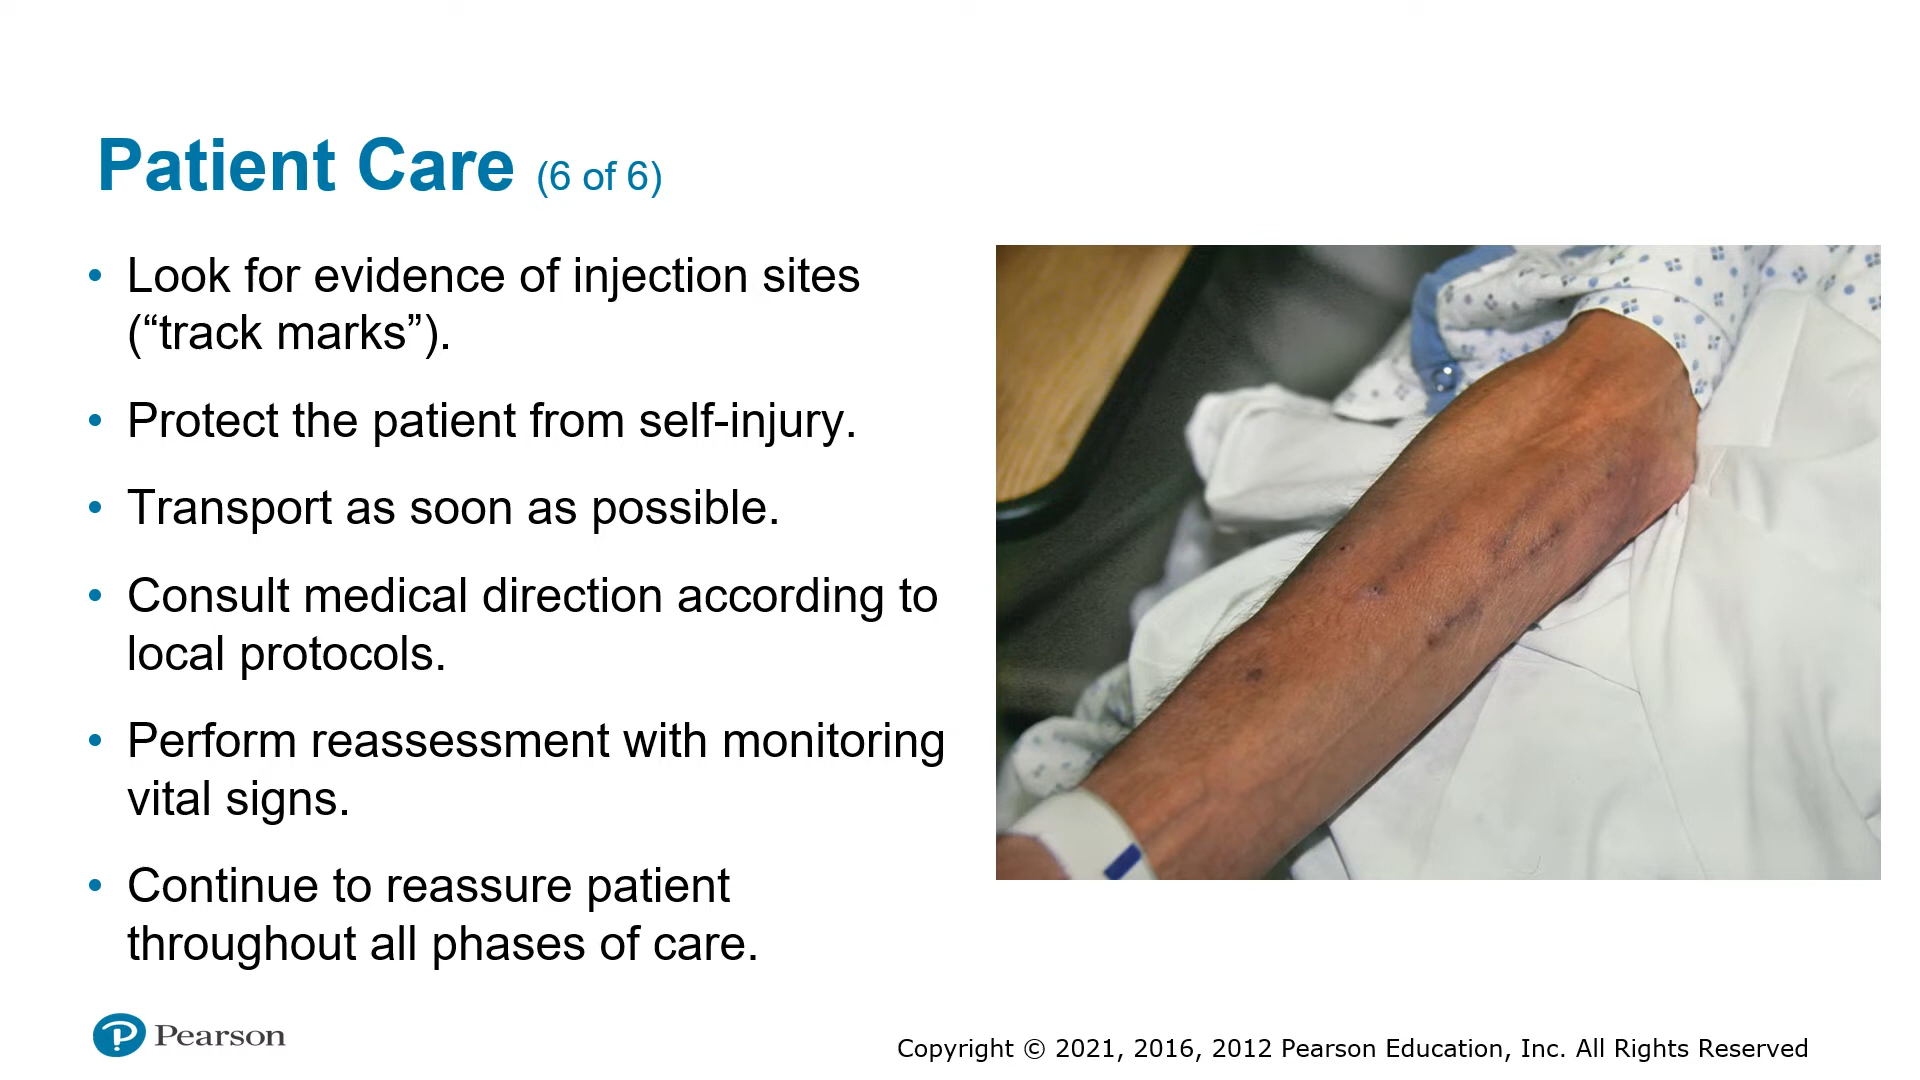 Patient Care (6 of 6)
• Look for evidence of injection sites
(“track marks”).
• Protect the patient from self-injury.
• Transport as soon as possible.
• Consult medical direction according to
local protocols.
• Perform reassessment with monitoring
vital signs.
• Continue to reassure patient
throughout all phases of care.
P Pearson
Copyright © 2021, 2016, 2012 Pearson Education, Inc. All Rights Reserved